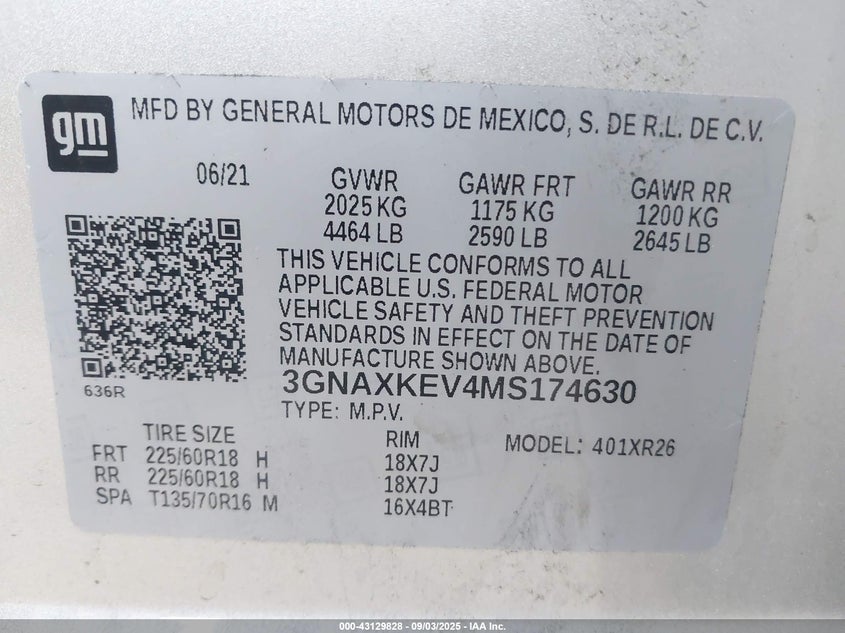 gm
MFD BY GENERAL MOTORS DE MEXICO, S. DE R.L. DE C.V.
06/21 GVWR GAWR FRT GAWR RR
2025 KG 1175 KG 1200 KG
4464 LB 2590 LB 2645 LB
THIS VEHICLE CONFORMS TO ALL
APPLICABLE U.S. FEDERAL MOTOR
VEHICLE SAFETY AND THEFT PREVENTION
STANDARDS IN EFFECT ON THE DATE OF
MANUFACTURE SHOWN ABOVE.
636R
3GNAXKEV4MS174630
TYPE: M.P.V.
TIRE SIZE RIM MODEL: 401XR26
FRT 225/60R18 H 18X7J
RR 225/60R18 H 18X7J
SPA T135/70R16 M 16X4BT
000-43129828 - 09/03/2025 - IAA Inc.